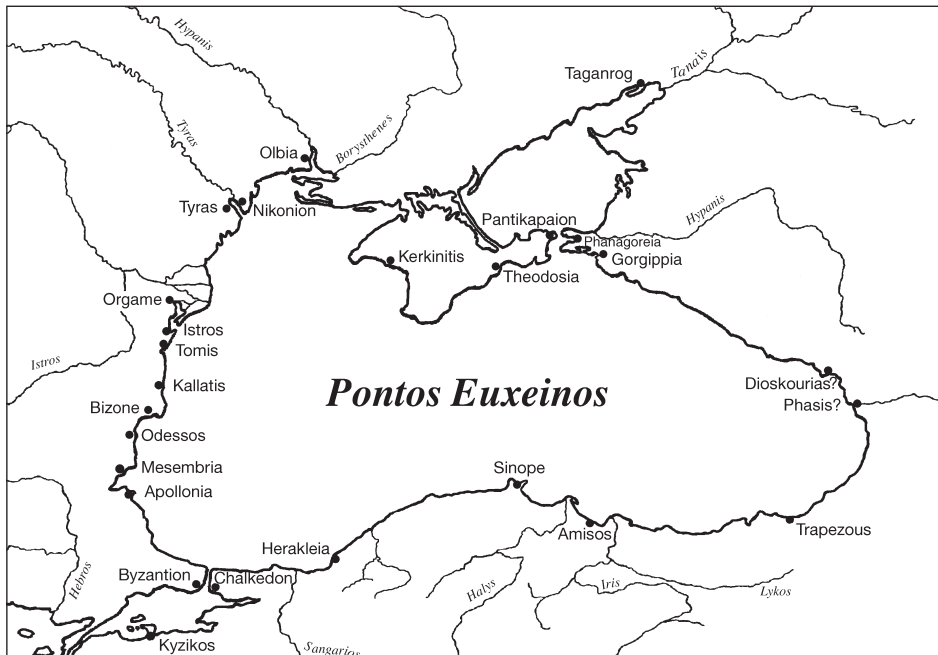 Hypanis
Taganrog
Tanais
Tyras
Borysthenes
Olbia
Tyras
Nikonion
Hypanis
Pantikapaion
Phanagoreia
Kerkinitis
Gorgippia
Theodosia
Orgame
Istros
Tomis
Istros
Kallatis
Dioskourias?
Pontos Euxeinos
Phasis?
Bizone
Odessos
Mesembria
Sinope
Apollonia
Trapezous
Amisos
Herakleia
Byzantion
Chalkedon
Hebros
Halys
Iris
Lykos
Kyzikos
Sangarios